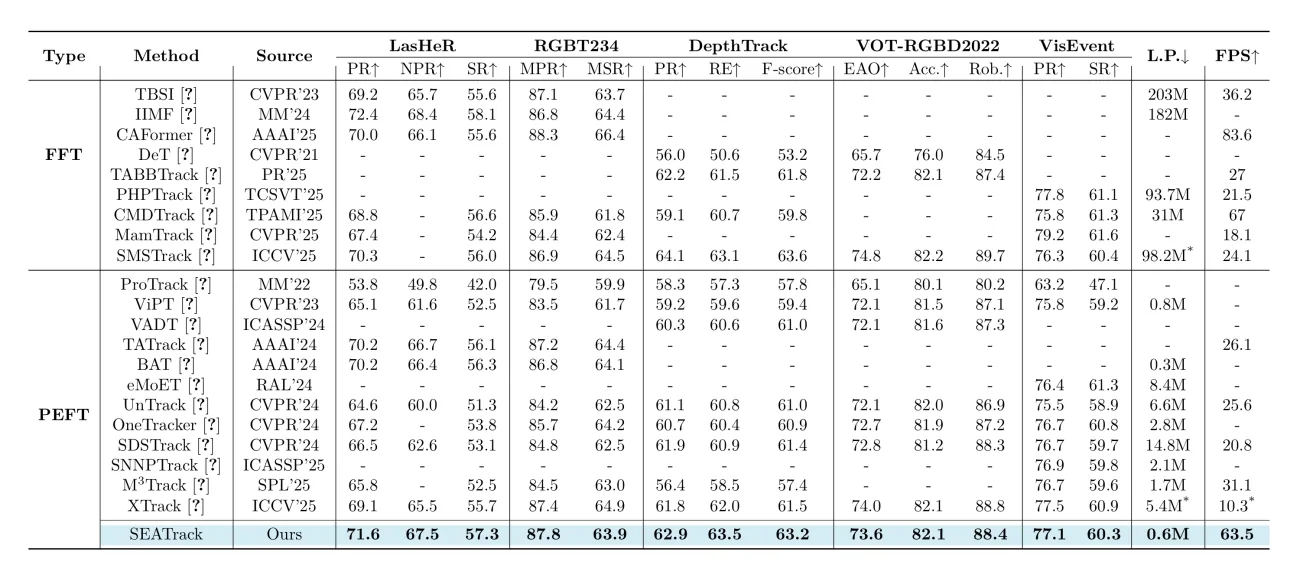 Type Method Source LasHeR RGBT234 DepthTrack VOT-RGBD2022 VisEvent L.P.↓ FPS↑
PR↑ NPR↑ SR↑ MPR↑ MSR↑ PR↑ RE↑ F-score↑ EAO↑ Acc.↑ Rob.↑ PR↑ SR↑
FFT
TBSI [?] CVPR'23 69.2 65.7 55.6 87.1 63.7 - - - - - - - - 203M 36.2
IIMF [?] MM'24 72.4 68.4 58.1 86.8 64.4 - - - - - - - - 182M -
CAFormer [?] AAAI'25 70.0 66.1 55.6 88.3 66.4 - - - - - - - - - 83.6
DeT [?] CVPR'21 - - - - - 56.0 50.6 53.2 65.7 76.0 84.5 - - - -
TABBTrack [?] PR'25 - - - - - 62.2 61.5 61.8 72.2 82.1 87.4 - - - 27
PHPTrack [?] TCSVT'25 - - - - - - - - - - - 77.8 61.1 93.7M 21.5
CMDTrack [?] TPAMI'25 68.8 - 56.6 85.9 61.8 59.1 60.7 59.8 - - - 75.8 61.3 31M 67
MamTrack [?] CVPR'25 67.4 - 54.2 84.4 62.4 - - - - - - 79.2 61.6 - 18.1
SMSTrack [?] ICCV'25 70.3 - 56.0 86.9 64.5 64.1 63.1 63.6 74.8 82.2 89.7 76.3 60.4 98.2M* 24.1
PEFT
ProTrack [?] MM'22 53.8 49.8 42.0 79.5 59.9 58.3 57.3 57.8 65.1 80.1 80.2 63.2 47.1 - -
ViPT [?] CVPR'23 65.1 61.6 52.5 83.5 61.7 59.2 59.6 59.4 72.1 81.5 87.1 75.8 59.2 0.8M -
VADT [?] ICASSP'24 - - - - - 60.3 60.6 61.0 72.1 81.6 87.3 - - - -
TATrack [?] AAAI'24 70.2 66.7 56.1 87.2 64.4 - - - - - - - - - 26.1
BAT [?] AAAI'24 70.2 66.4 56.3 86.8 64.1 - - - - - - - - 0.3M -
eMoET [?] RAL'24 - - - - - - - - - - - 76.4 61.3 8.4M -
UnTrack [?] CVPR'24 64.6 60.0 51.3 84.2 62.5 61.1 60.8 61.0 72.1 82.0 86.9 75.5 58.9 6.6M 25.6
OneTracker [?] CVPR'24 67.2 - 53.8 85.7 64.2 60.7 60.4 60.9 72.7 81.9 87.2 76.7 60.8 2.8M -
SDSTrack [?] CVPR'24 66.5 62.6 53.1 84.8 62.5 61.9 60.9 61.4 72.8 81.2 88.3 76.7 59.7 14.8M 20.8
SNNPTrack [?] ICASSP'25 - - - - - - - - - - - 76.9 59.8 2.1M -
M³Track [?] SPL'25 65.8 - 52.5 84.5 63.0 56.4 58.5 57.4 - - - 76.7 59.6 1.7M 31.1
XTrack [?] ICCV'25 69.1 65.5 55.7 87.4 64.9 61.8 62.0 61.5 74.0 82.1 88.8 77.5 60.9 5.4M* 10.3*
SEATrack Ours 71.6 67.5 57.3 87.8 63.9 62.9 63.5 63.2 73.6 82.1 88.4 77.1 60.3 0.6M 63.5